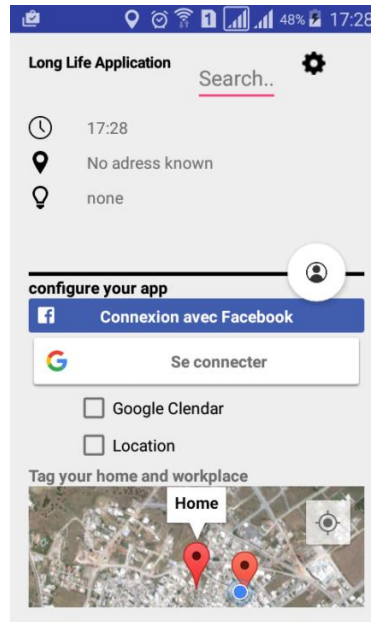 1 48% 17:28
Long Life Application
Search..
17:28
No adress known
none
configure your app
Connexion avec Facebook
Se connecter
Google Clendar
Location
Tag your home and workplace
Home